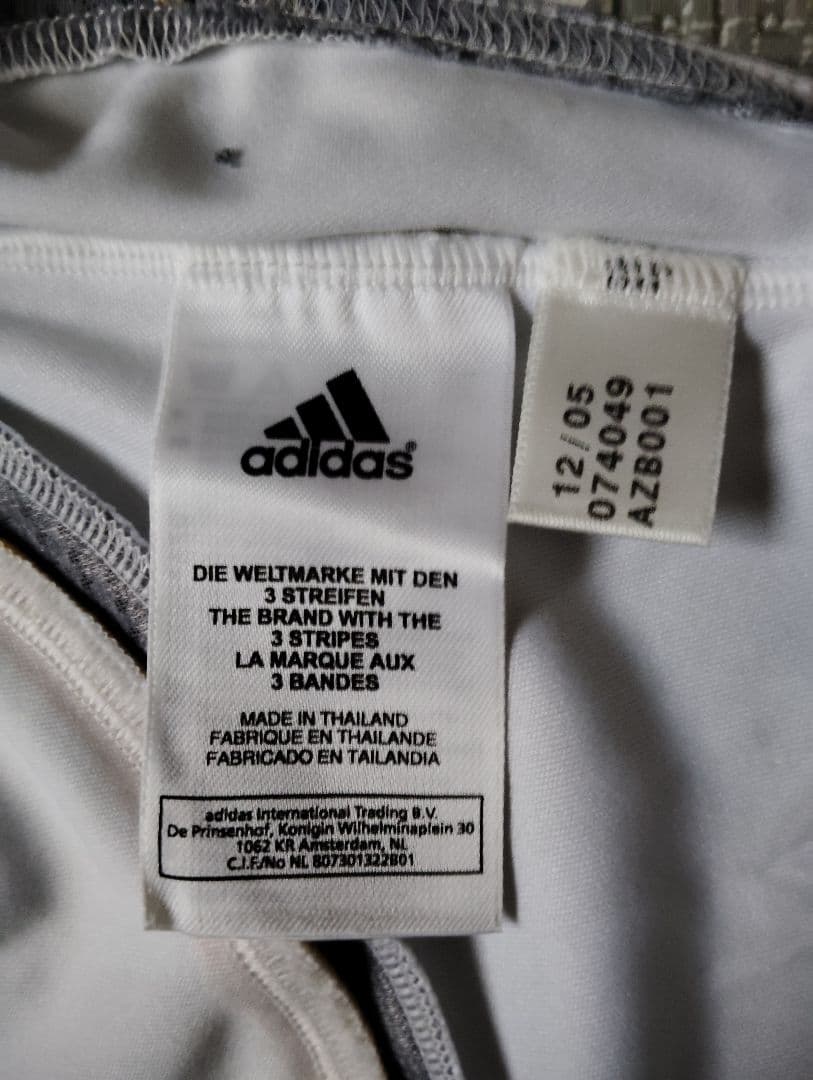 adidas®
DIE WELTMARKE MIT DEN
3 STREIFEN
THE BRAND WITH THE
3 STRIPES
LA MARQUE AUX
3 BANDES
MADE IN THAILAND
FABRIQUE EN THAILANDE
FABRICADO EN TAILANDIA
adidas International Trading B.V.
De Prinsenhof, Konigin Wilhelminaplein 30
1062 KR Amsterdam, NL
C.I.F./No NL 807301322B01
12/05
074049
AZB001